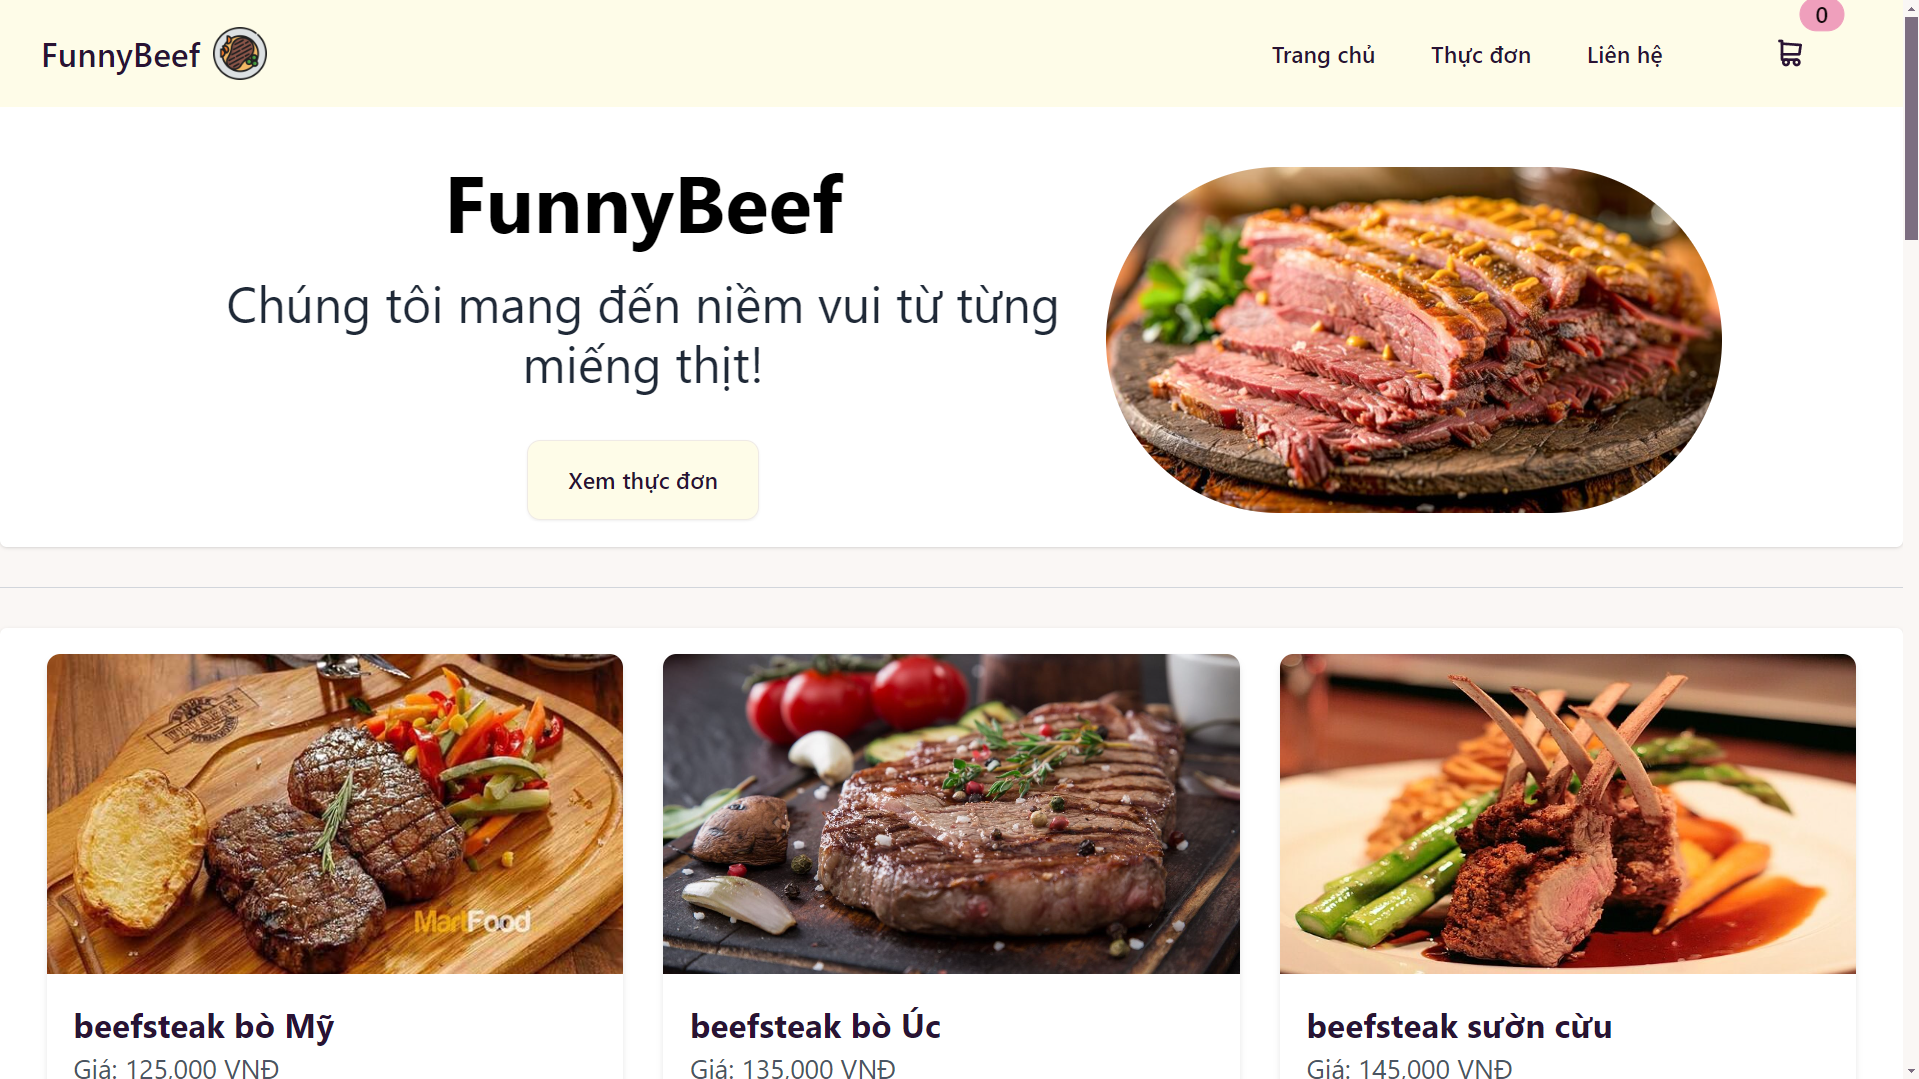 FunnyBeef
Trang chủ
Thực đơn
Liên hệ
0
FunnyBeef
Chúng tôi mang đến niềm vui từ từng
miếng thịt!
Xem thực đơn
MartFood
beefsteak bò Mỹ
Giá: 125,000 VNĐ
beefsteak bò Úc
Giá: 135,000 VNĐ
beefsteak sườn cừu
Giá: 145,000 VNĐ